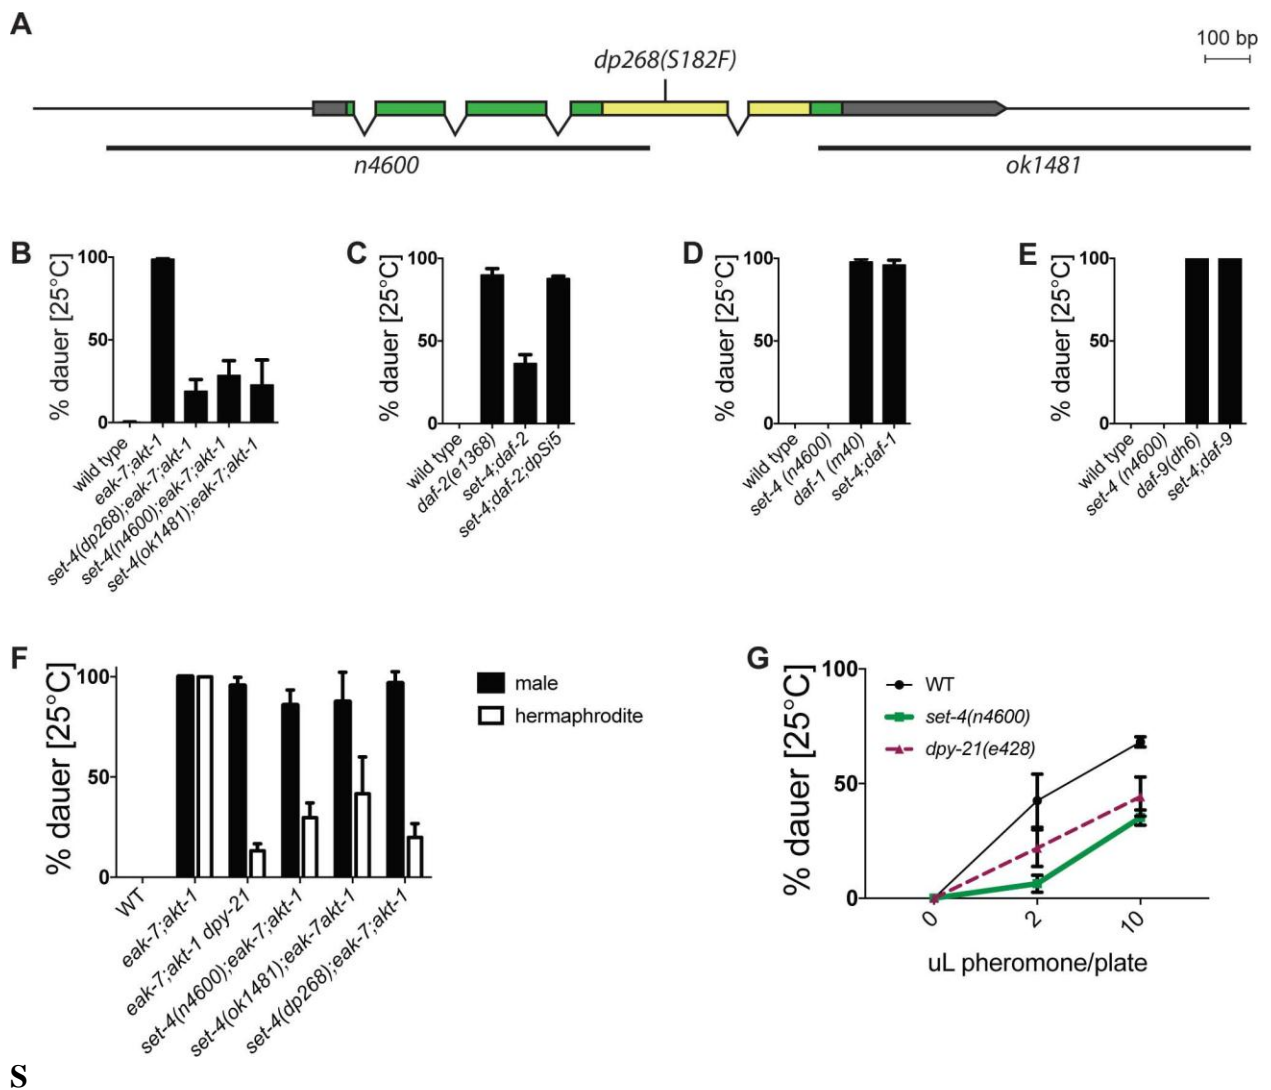 A
100 bp
dp268(S182F)
n4600
ok1481
B
% dauer [25°C]
100
50
0
wild type
eak-7;akt-1
set-4(dp268);eak-7;akt-1
set-4(n4600);eak-7;akt-1
set-4(ok1481);eak-7;akt-1
C
% dauer [25°C]
100
50
0
wild type
daf-2(e1368)
set-4;daf-2
set-4;daf-2;dpSi5
D
% dauer [25°C]
100
50
0
wild type
set-4 (n4600)
daf-1 (m40)
set-4;daf-1
E
% dauer [25°C]
100
50
0
wild type
set-4 (n4600)
daf-9(dh6)
set-4;daf-9
F
% dauer [25°C]
100
50
0
WT
eak-7;akt-1
eak-7;akt-1 dpy-21
set-4(n4600);eak-7;akt-1
set-4(ok1481);eak-7akt-1
set-4(dp268);eak-7;akt-1
male
hermaphrodite
G
% dauer [25°C]
100
50
0
WT
set-4(n4600)
dpy-21(e428)
0
2
10
uL pheromone/plate
S